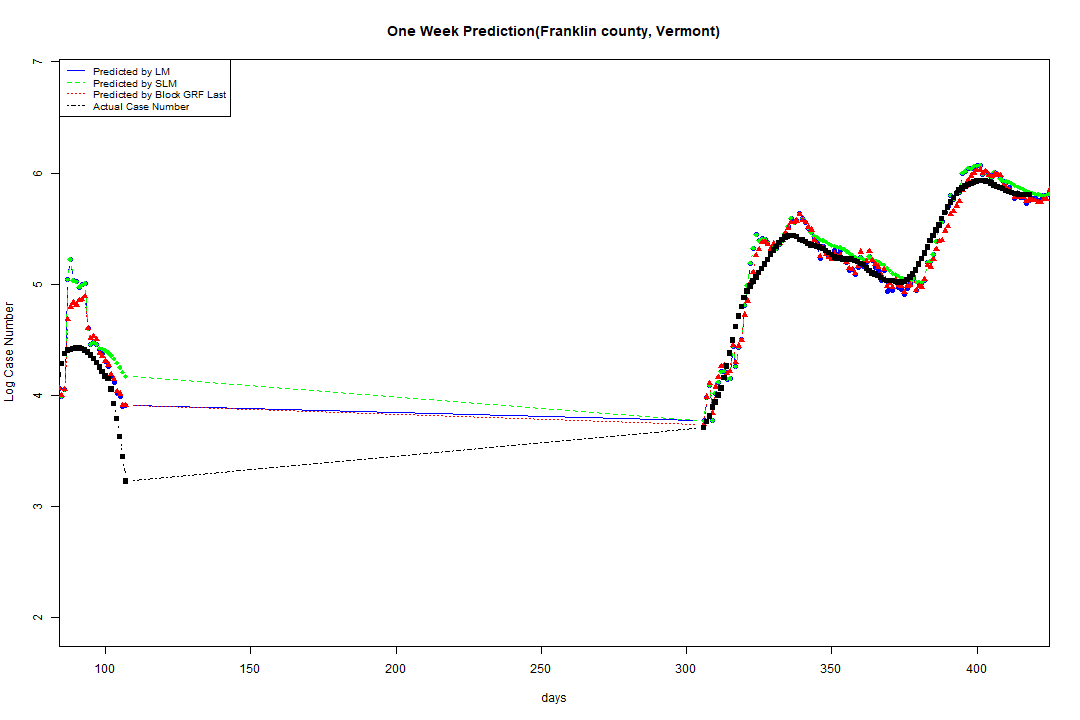 One Week Prediction(Franklin county, Vermont)
Predicted by LM
Predicted by SLM
Predicted by Block GRF Last
Actual Case Number
Log Case Number
7
6
5
4
3
2
100 150 200 250 300 350 400
days